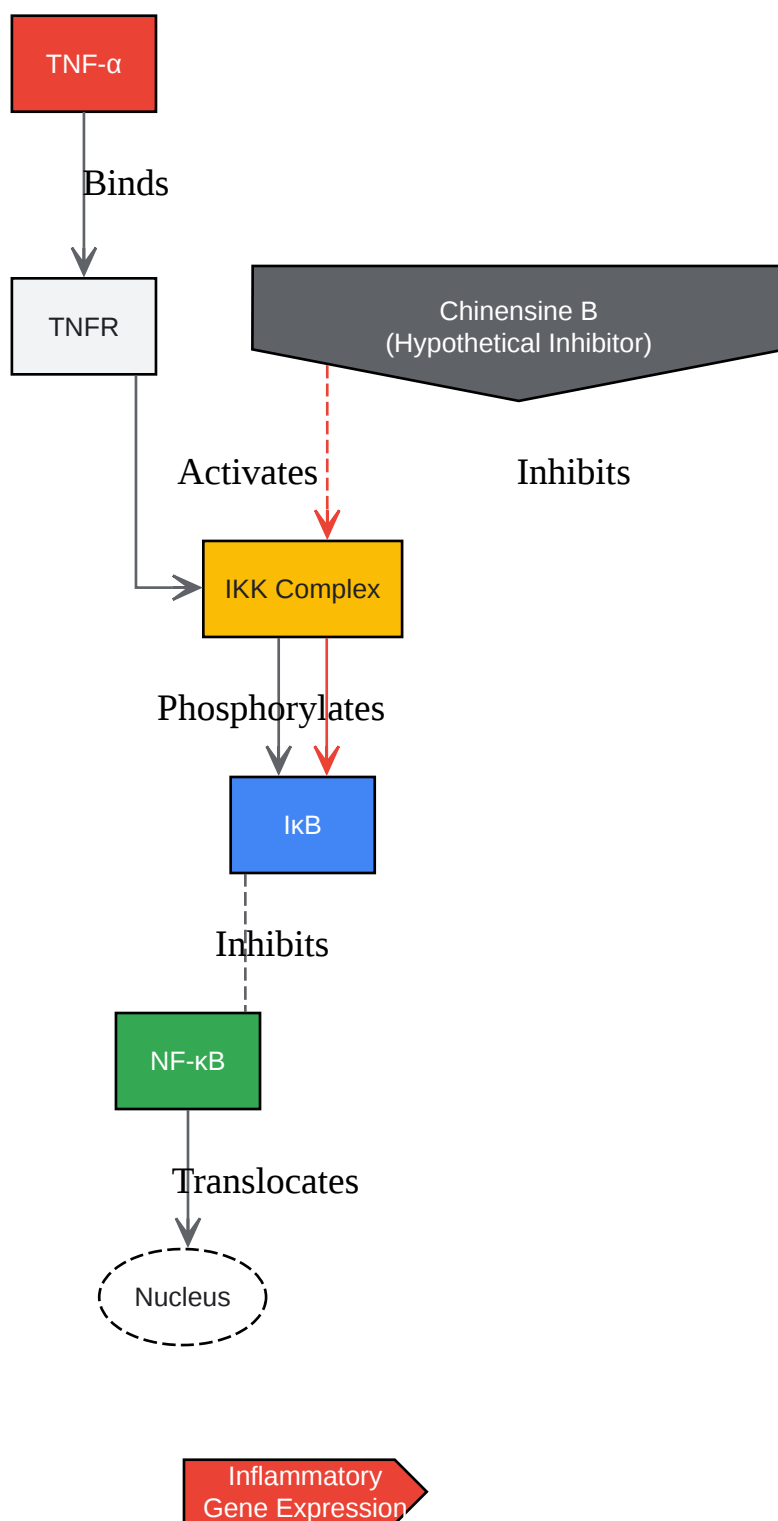 TNF-α
Binds
TNFR
Chinensine B
(Hypothetical Inhibitor)
Activates
Inhibits
IKK Complex
Phosphorylates
IκB
Inhibits
NF-κB
Translocates
Nucleus
Inflammatory
Gene Expression